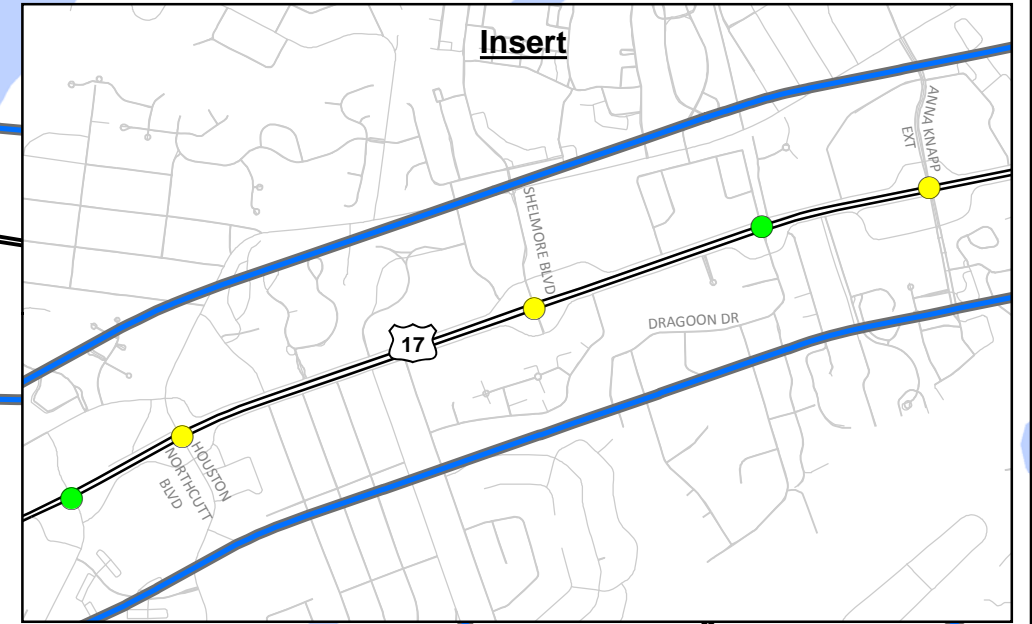 Insert
ANNA KNAPP
EXT
SHELMORE BLVD
DRAGOON DR
17
HOUSTON
NORTHCUTT
BLVD